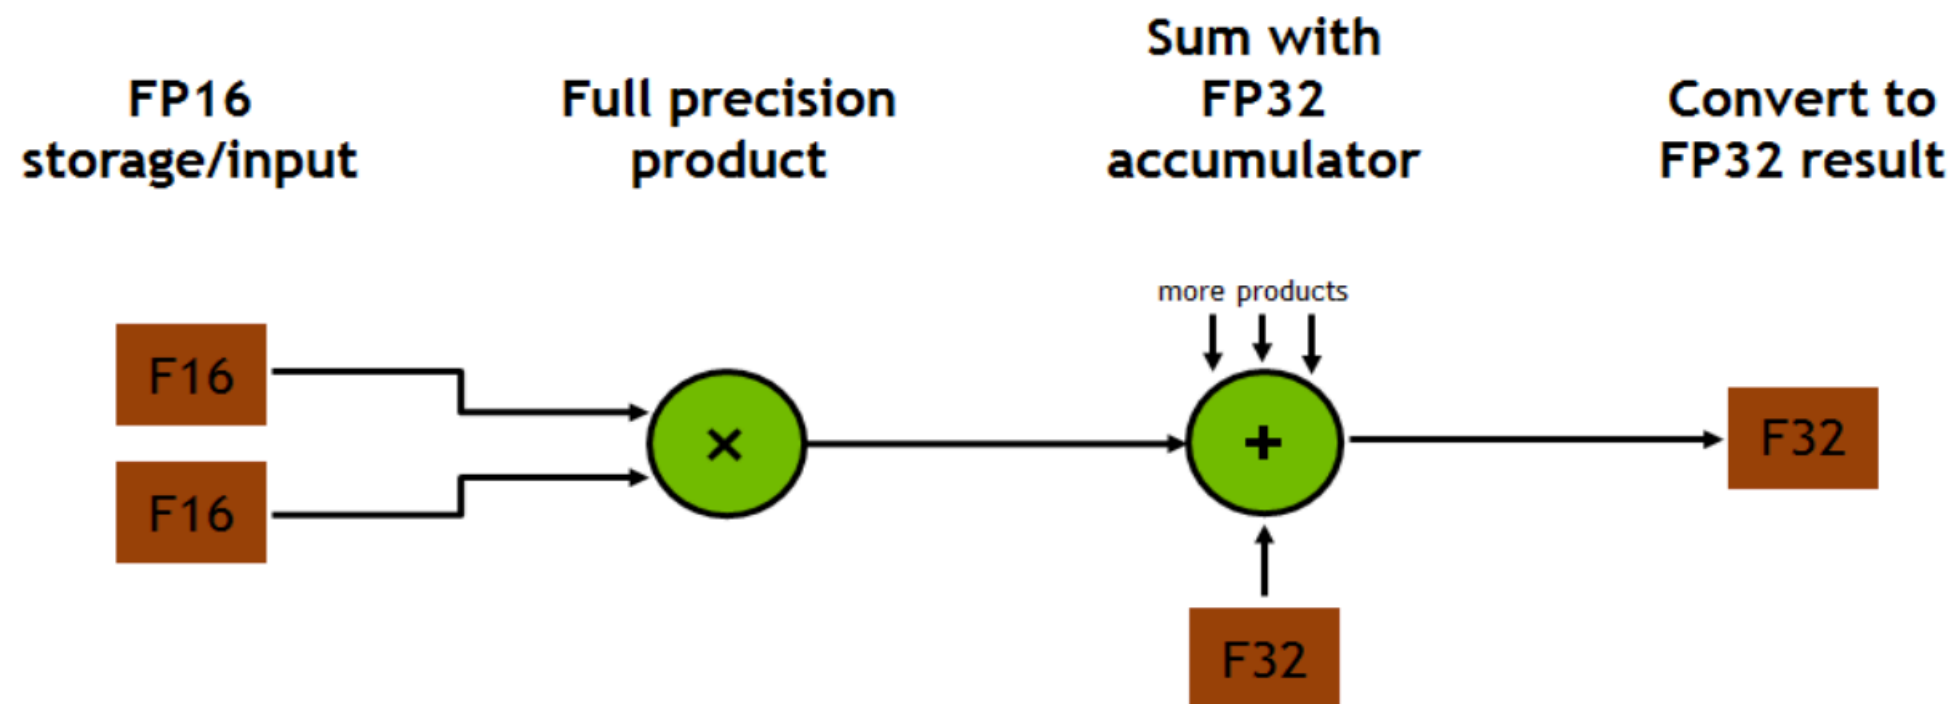 FP16
storage/input
Full precision
product
Sum with
FP32
accumulator
Convert to
FP32 result
more products
F16
F16
×
+
F32
F32